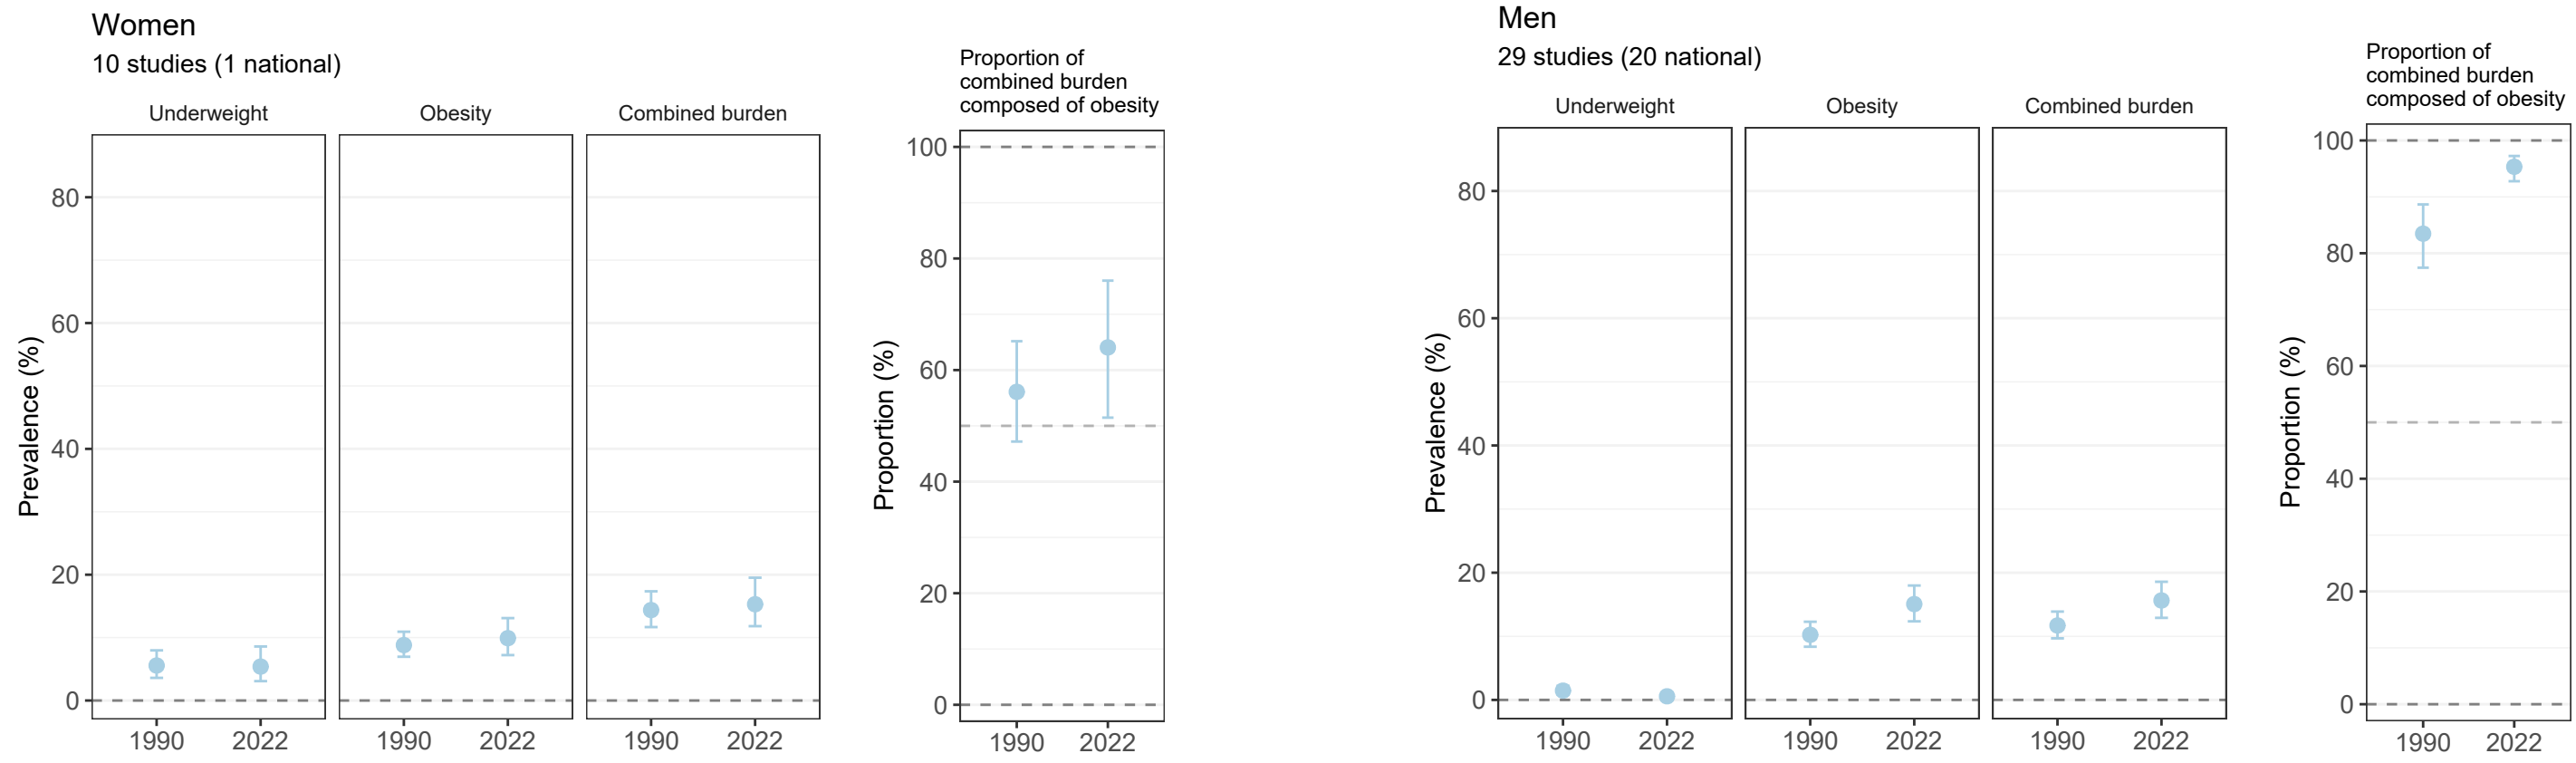 Women
10 studies (1 national)
Underweight
Obesity
Combined burden
Prevalence (%)
80
60
40
20
0
1990 2022
1990 2022
1990 2022
Proportion of
combined burden
composed of obesity
Proportion (%)
100
80
60
40
20
0
1990 2022
Men
29 studies (20 national)
Underweight
Obesity
Combined burden
Prevalence (%)
80
60
40
20
0
1990 2022
1990 2022
1990 2022
Proportion of
combined burden
composed of obesity
Proportion (%)
100
80
60
40
20
0
1990 2022